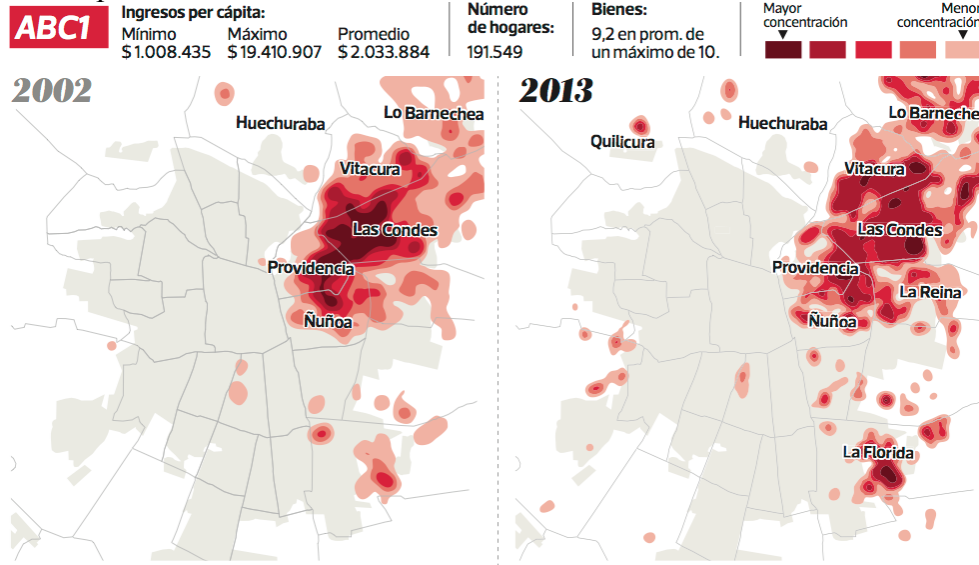 ABC1
Ingresos per cápita:
Mínimo
$1.008.435
Máximo
$19.410.907
Promedio
$2.033.884
Número
de hogares:
191.549
Bienes:
9,2 en prom. de
un máximo de 10.
Mayor
concentración
Menor
concentración
2002
Huechuraba
Lo Barnechea
Vitacura
Las Condes
Providencia
Ñuñoa
2013
Quilicura
Huechuraba
Lo Barneche
Vitacura
Las Condes
Providencia
La Reina
Ñuñoa
La Florida